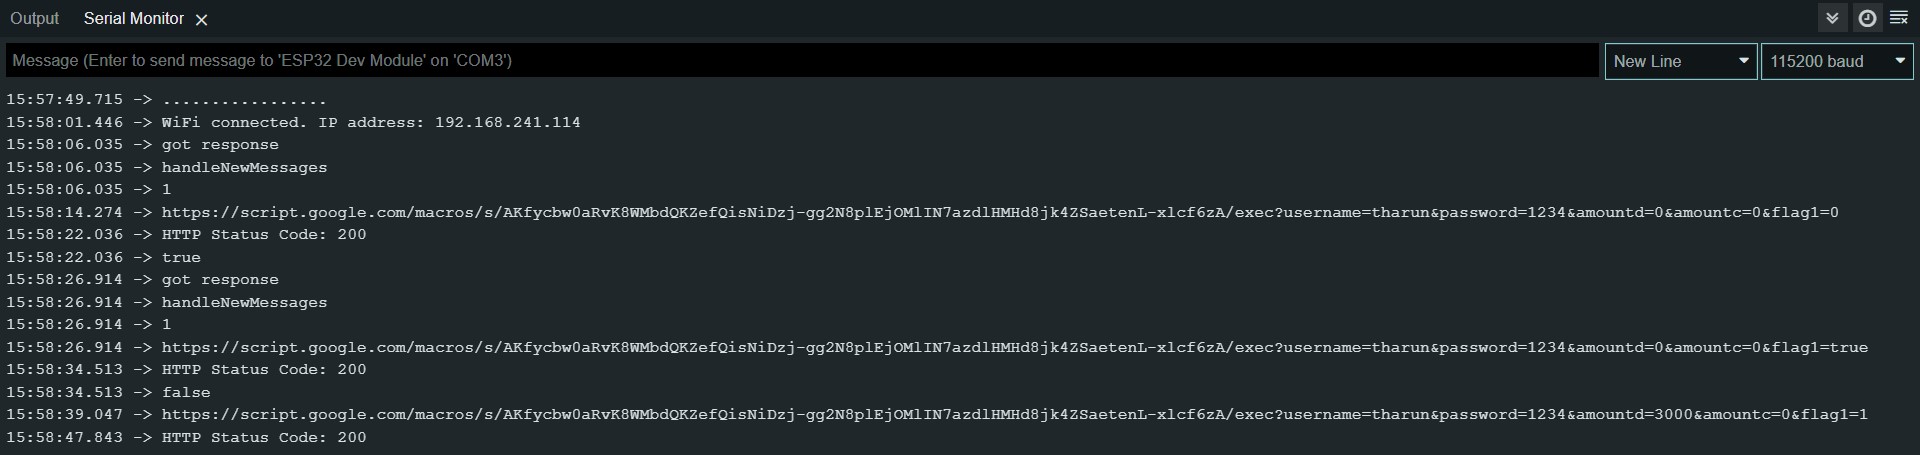 Output Serial Monitor
Message (Enter to send message to 'ESP32 Dev Module' on 'COM3') New Line 115200 baud
15:57:49.715 -> .................
15:58:01.446 -> WiFi connected. IP address: 192.168.241.114
15:58:06.035 -> got response
15:58:06.035 -> handleNewMessages
15:58:06.035 -> 1
15:58:14.274 -> https://script.google.com/macros/s/AKfycbw0aRvK8WMbdQKZefQisNiDzj-gg2N8plEjOMlIN7azdlHMHd8jk4ZSaetenL-xlcf6zA/exec?username=tharun&password=1234&amountd=0&amountc=0&flag1=0
15:58:22.036 -> HTTP Status Code: 200
15:58:22.036 -> true
15:58:26.914 -> got response
15:58:26.914 -> handleNewMessages
15:58:26.914 -> 1
15:58:26.914 -> https://script.google.com/macros/s/AKfycbw0aRvK8WMbdQKZefQisNiDzj-gg2N8plEjOMlIN7azdlHMHd8jk4ZSaetenL-xlcf6zA/exec?username=tharun&password=1234&amountd=0&amountc=0&flag1=true
15:58:34.513 -> HTTP Status Code: 200
15:58:34.513 -> false
15:58:39.047 -> https://script.google.com/macros/s/AKfycbw0aRvK8WMbdQKZefQisNiDzj-gg2N8plEjOMlIN7azdlHMHd8jk4ZSaetenL-xlcf6zA/exec?username=tharun&password=1234&amountd=3000&amountc=0&flag1=1
15:58:47.843 -> HTTP Status Code: 200